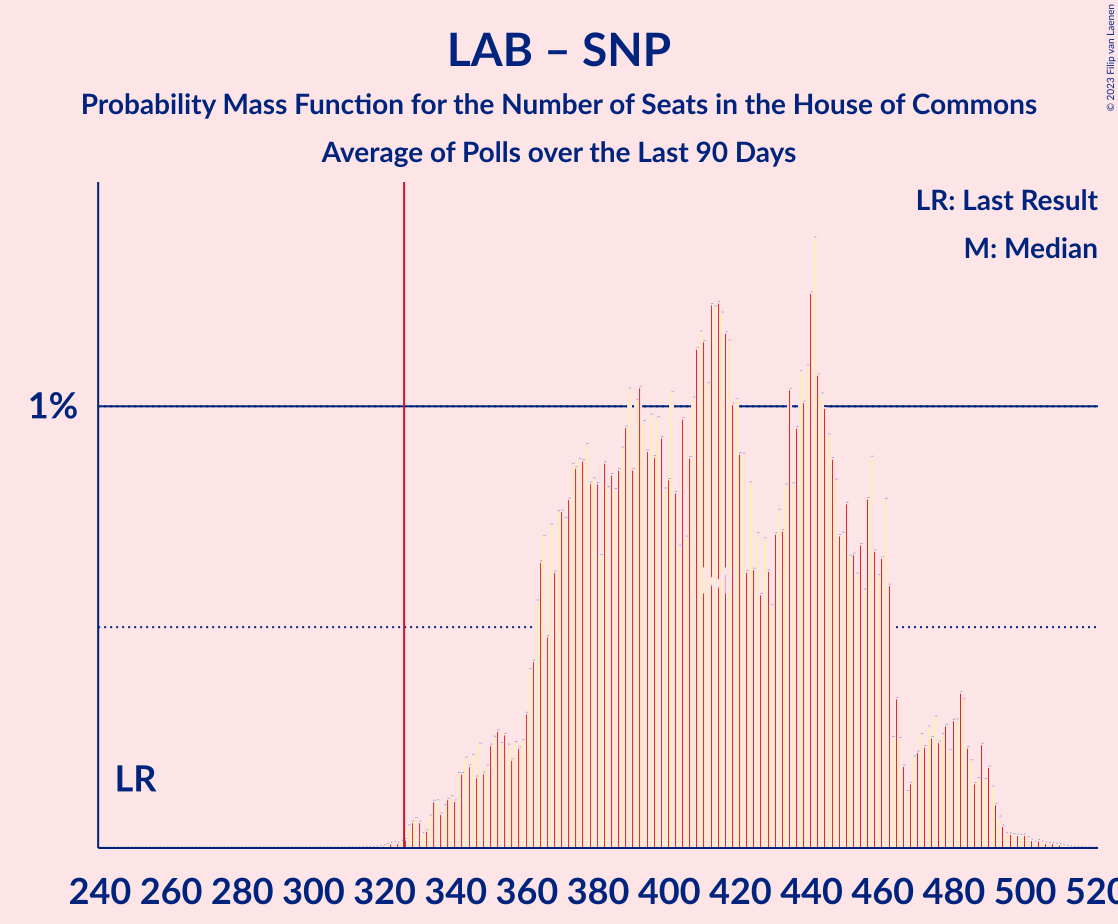 LAB – SNP
Probability Mass Function for the Number of Seats in the House of Commons
Average of Polls over the Last 90 Days
© 2023 Filip van Laenen
LR: Last Result
M: Median
1%
LR
M
240 260 280 300 320 340 360 380 400 420 440 460 480 500 520